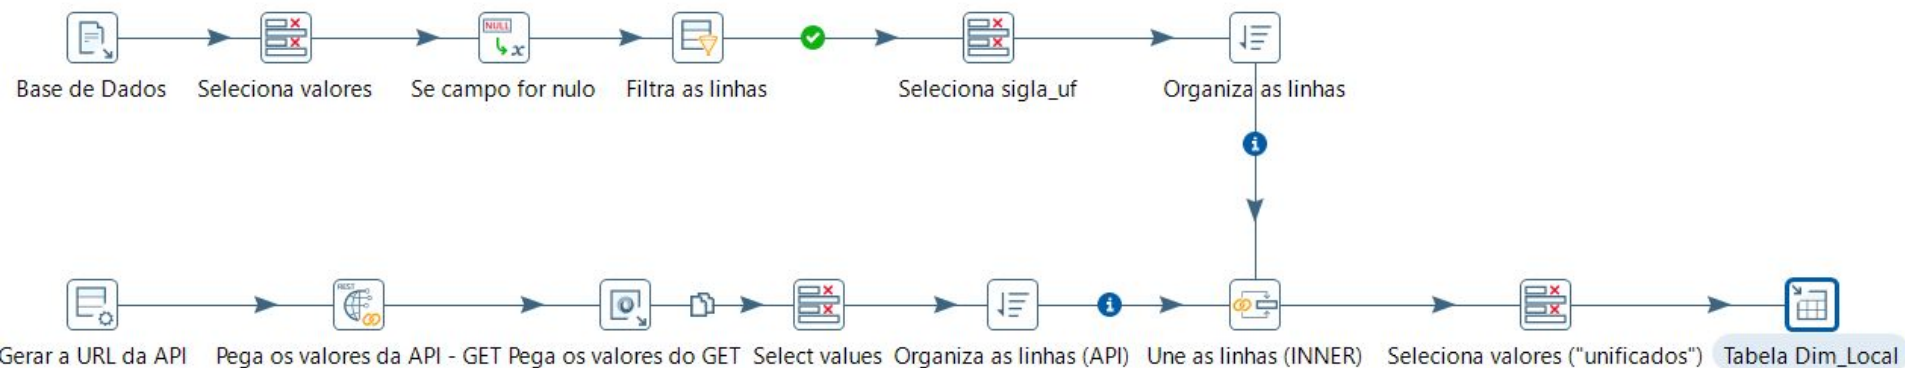 NULL
x
Base de Dados
Seleciona valores
Se campo for nulo
Filtra as linhas
Seleciona sigla_uf
Organiza as linhas
REST
Gerar a URL da API
Pega os valores da API - GET
Pega os valores do GET
Select values
Organiza as linhas (API)
Une as linhas (INNER)
Seleciona valores ("unificados")
Tabela Dim_Local